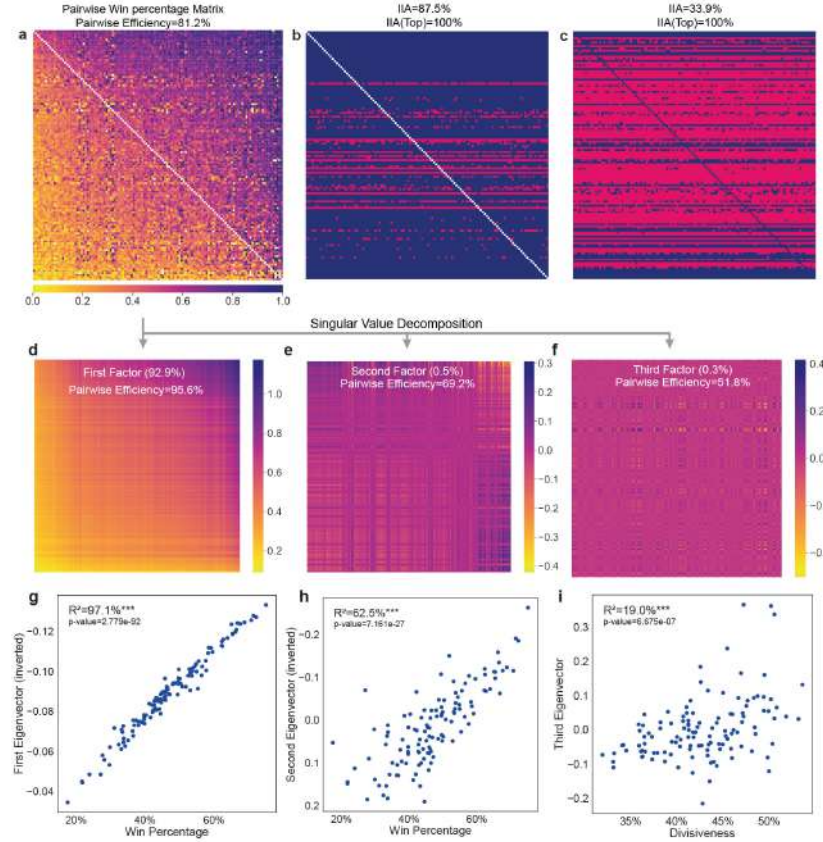 Pairwise Win percentage Matrix
Pairwise Efficiency=81.2%
IIA=87.5%
IIA(Top)=100%
IIA=33.9%
IIA(Top)=100%
a
b
c
0.0 0.2 0.4 0.6 0.8 1.0
Singular Value Decomposition
d
First Factor (92.9%)
Pairwise Efficiency=95.6%
1.0
0.8
0.6
0.4
0.2
e
Second Factor (0.5%)
Pairwise Efficiency=69.2%
0.3
0.2
0.1
0.0
−0.1
−0.2
−0.3
−0.4
f
Third Factor (0.3%)
Pairwise Efficiency=51.8%
0.4
0.2
0.0
g
R²=97.1%***
p-value=2.779e-92
First Eigenvector (inverted)
−0.12
−0.10
−0.08
−0.06
−0.04
20% 40% 60%
Win Percentage
h
R²=62.5%***
p-value=7.161e-27
Second Eigenvector (inverted)
−0.2
−0.1
0.0
0.1
0.2
20% 40% 60%
Win Percentage
i
R²=19.0%***
p-value=6.675e-07
Third Eigenvector
0.3
0.2
0.1
0.0
−0.1
−0.2
35% 40% 45% 50%
Divisiveness